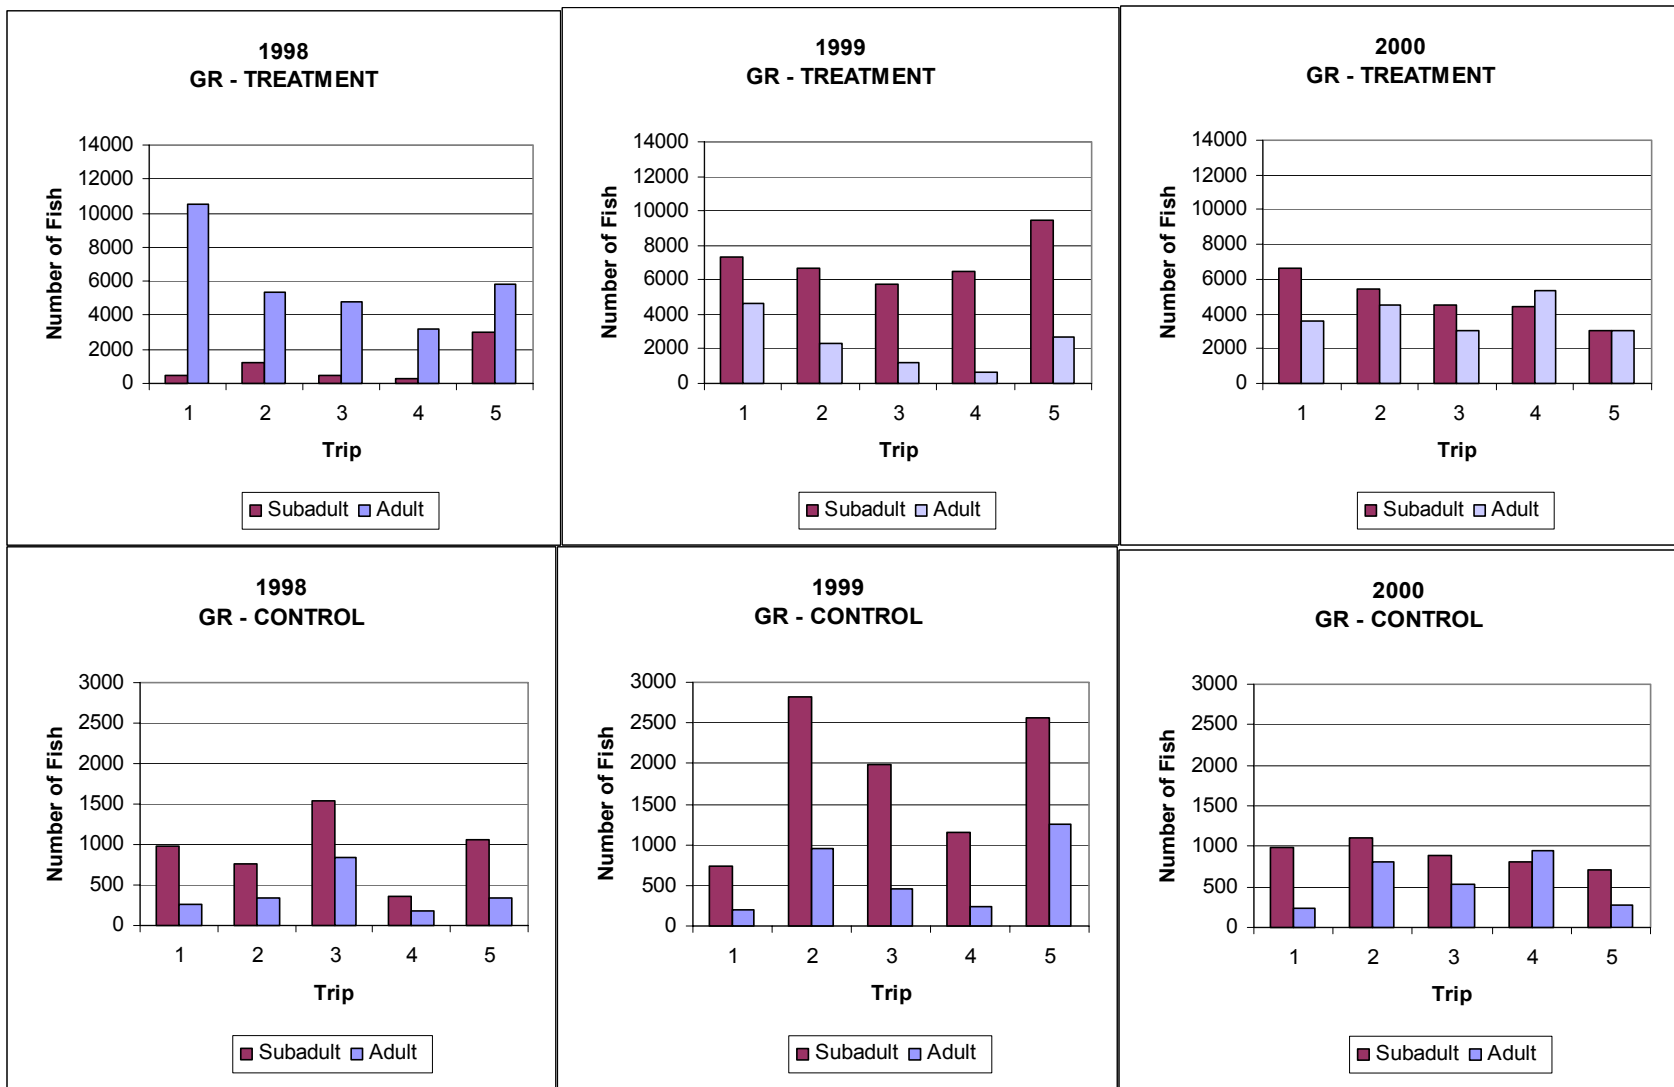 1998
GR - TREATMENT
Number of Fish
14000
12000
10000
8000
6000
4000
2000
0
1 2 3 4 5
Trip
Subadult Adult
1999
GR - TREATMENT
Number of Fish
14000
12000
10000
8000
6000
4000
2000
0
1 2 3 4 5
Trip
Subadult Adult
2000
GR - TREATMENT
Number of Fish
14000
12000
10000
8000
6000
4000
2000
0
1 2 3 4 5
Trip
Subadult Adult
1998
GR - CONTROL
Number of Fish
3000
2500
2000
1500
1000
500
0
1 2 3 4 5
Trip
Subadult Adult
1999
GR - CONTROL
Number of Fish
3000
2500
2000
1500
1000
500
0
1 2 3 4 5
Trip
Subadult Adult
2000
GR - CONTROL
Number of Fish
3000
2500
2000
1500
1000
500
0
1 2 3 4 5
Trip
Subadult Adult